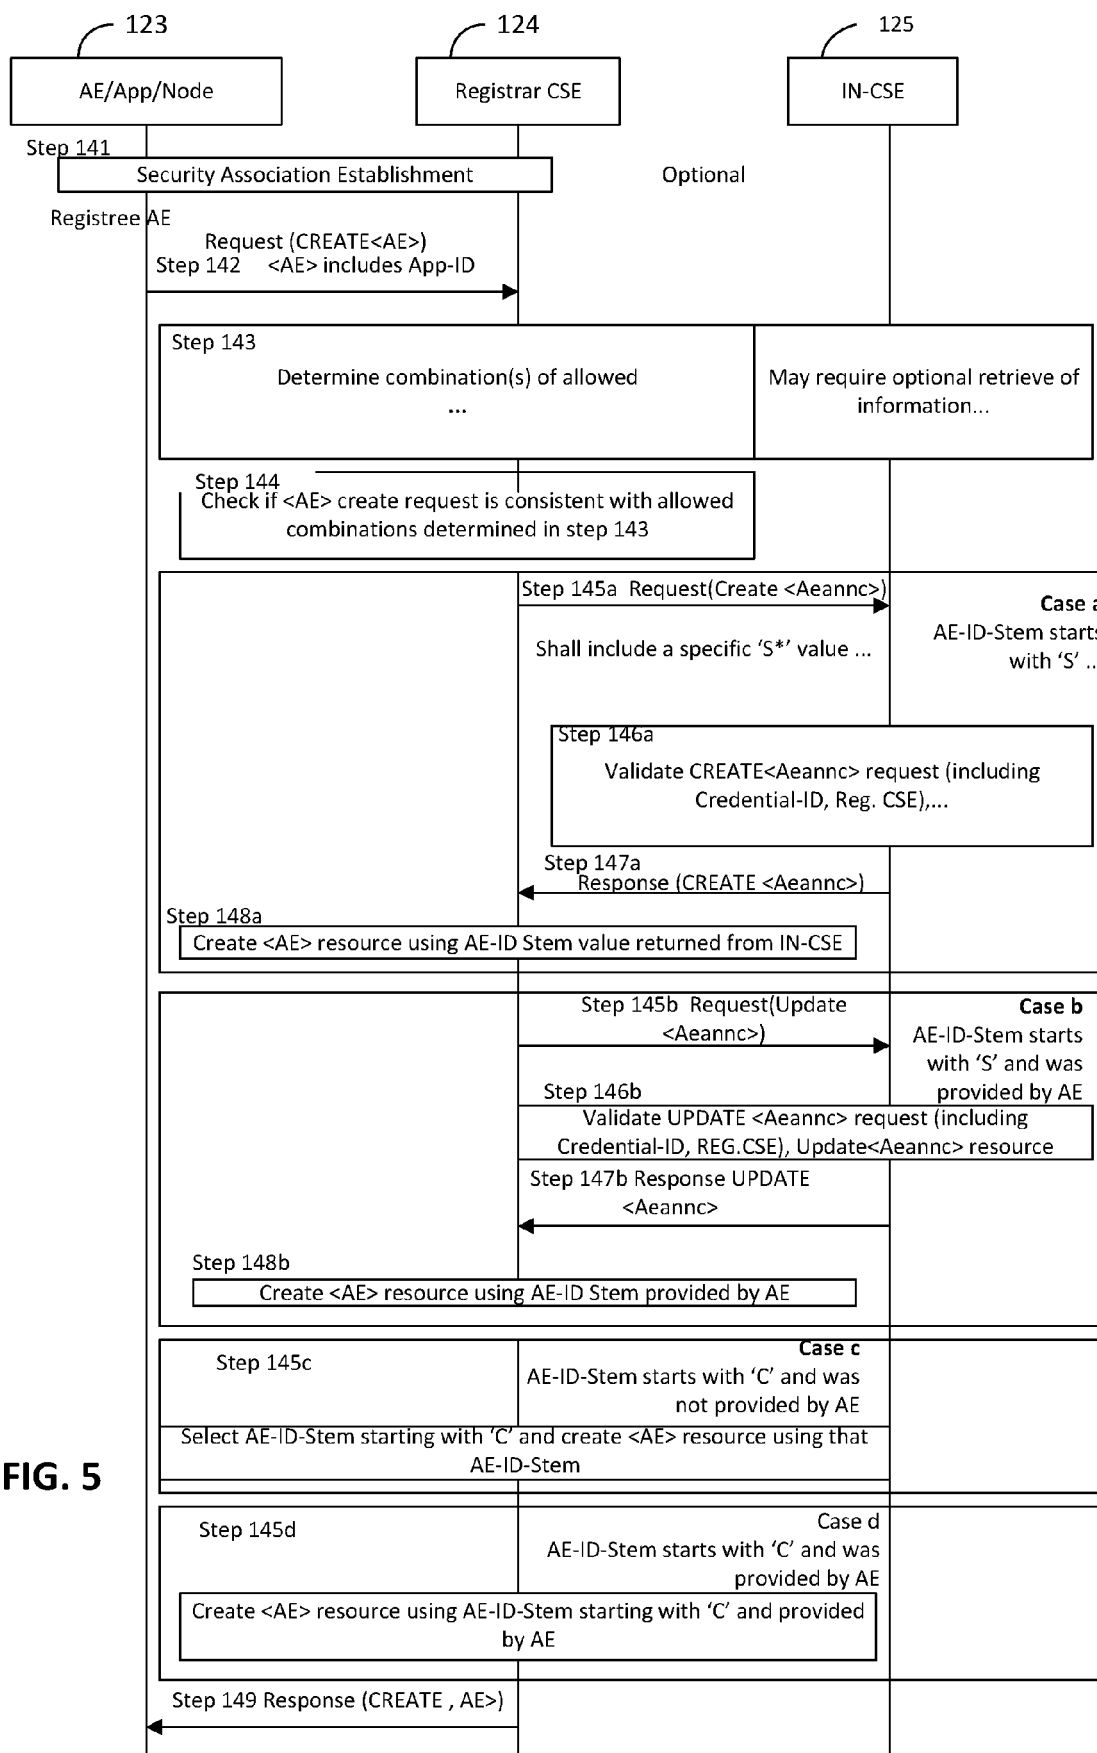 123
124
125
AE/App/Node
Registrar CSE
IN-CSE
Step 141
Security Association Establishment
Optional
Registree AE
Request (CREATE<AE>)
Step 142 <AE> includes App-ID
Step 143
Determine combination(s) of allowed
...
May require optional retrieve of
information...
Step 144
Check if <AE> create request is consistent with allowed
combinations determined in step 143
Step 145a Request(Create <Aeannc>)
Case a
AE-ID-Stem starts
with ‘S’ ...
Shall include a specific ‘S*’ value ...
Step 146a
Validate CREATE<Aeannc> request (including
Credential-ID, Reg. CSE),...
Step 147a
Response (CREATE <Aeannc>)
Step 148a
Create <AE> resource using AE-ID Stem value returned from IN-CSE
Step 145b Request(Update
<Aeannc>)
Case b
AE-ID-Stem starts
with ‘S’ and was
provided by AE
Step 146b
Validate UPDATE <Aeannc> request (including
Credential-ID, REG.CSE), Update<Aeannc> resource
Step 147b Response UPDATE
<Aeannc>
Step 148b
Create <AE> resource using AE-ID Stem provided by AE
Step 145c
Case c
AE-ID-Stem starts with ‘C’ and was
not provided by AE
Select AE-ID-Stem starting with ‘C’ and create <AE> resource using that
AE-ID-Stem
FIG. 5
Step 145d
Case d
AE-ID-Stem starts with ‘C’ and was
provided by AE
Create <AE> resource using AE-ID-Stem starting with ‘C’ and provided
by AE
Step 149 Response (CREATE , AE>)